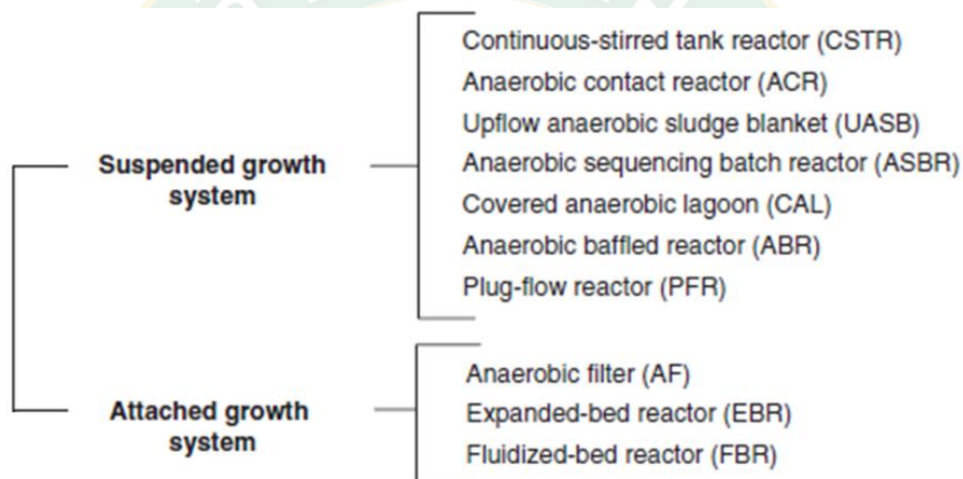 Continuous-stirred tank reactor (CSTR)
Anaerobic contact reactor (ACR)
Upflow anaerobic sludge blanket (UASB)
Suspended growth
system
Anaerobic sequencing batch reactor (ASBR)
Covered anaerobic lagoon (CAL)
Anaerobic baffled reactor (ABR)
Plug-flow reactor (PFR)
Attached growth
system
Anaerobic filter (AF)
Expanded-bed reactor (EBR)
Fluidized-bed reactor (FBR)